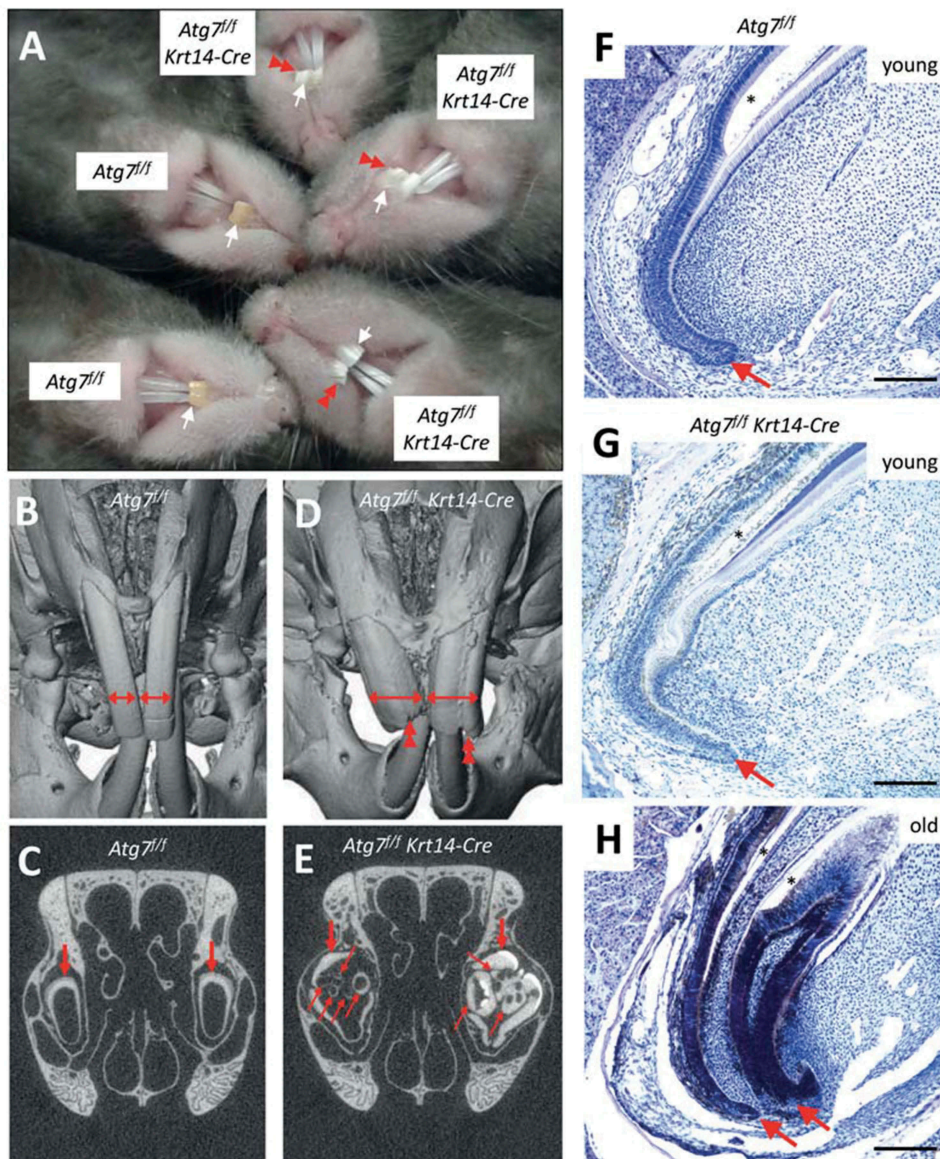 A
Atg7f/f
Krt14-Cre
Atg7f/f
Krt14-Cre
Atg7f/f
Atg7f/f
Atg7f/f
Krt14-Cre
B
Atg7f/f
D
Atg7f/f Krt14-Cre
C
Atg7f/f
E
Atg7f/f Krt14-Cre
Atg7f/f
F
young
*
Atg7f/f Krt14-Cre
G
young
*
H
old
*
*